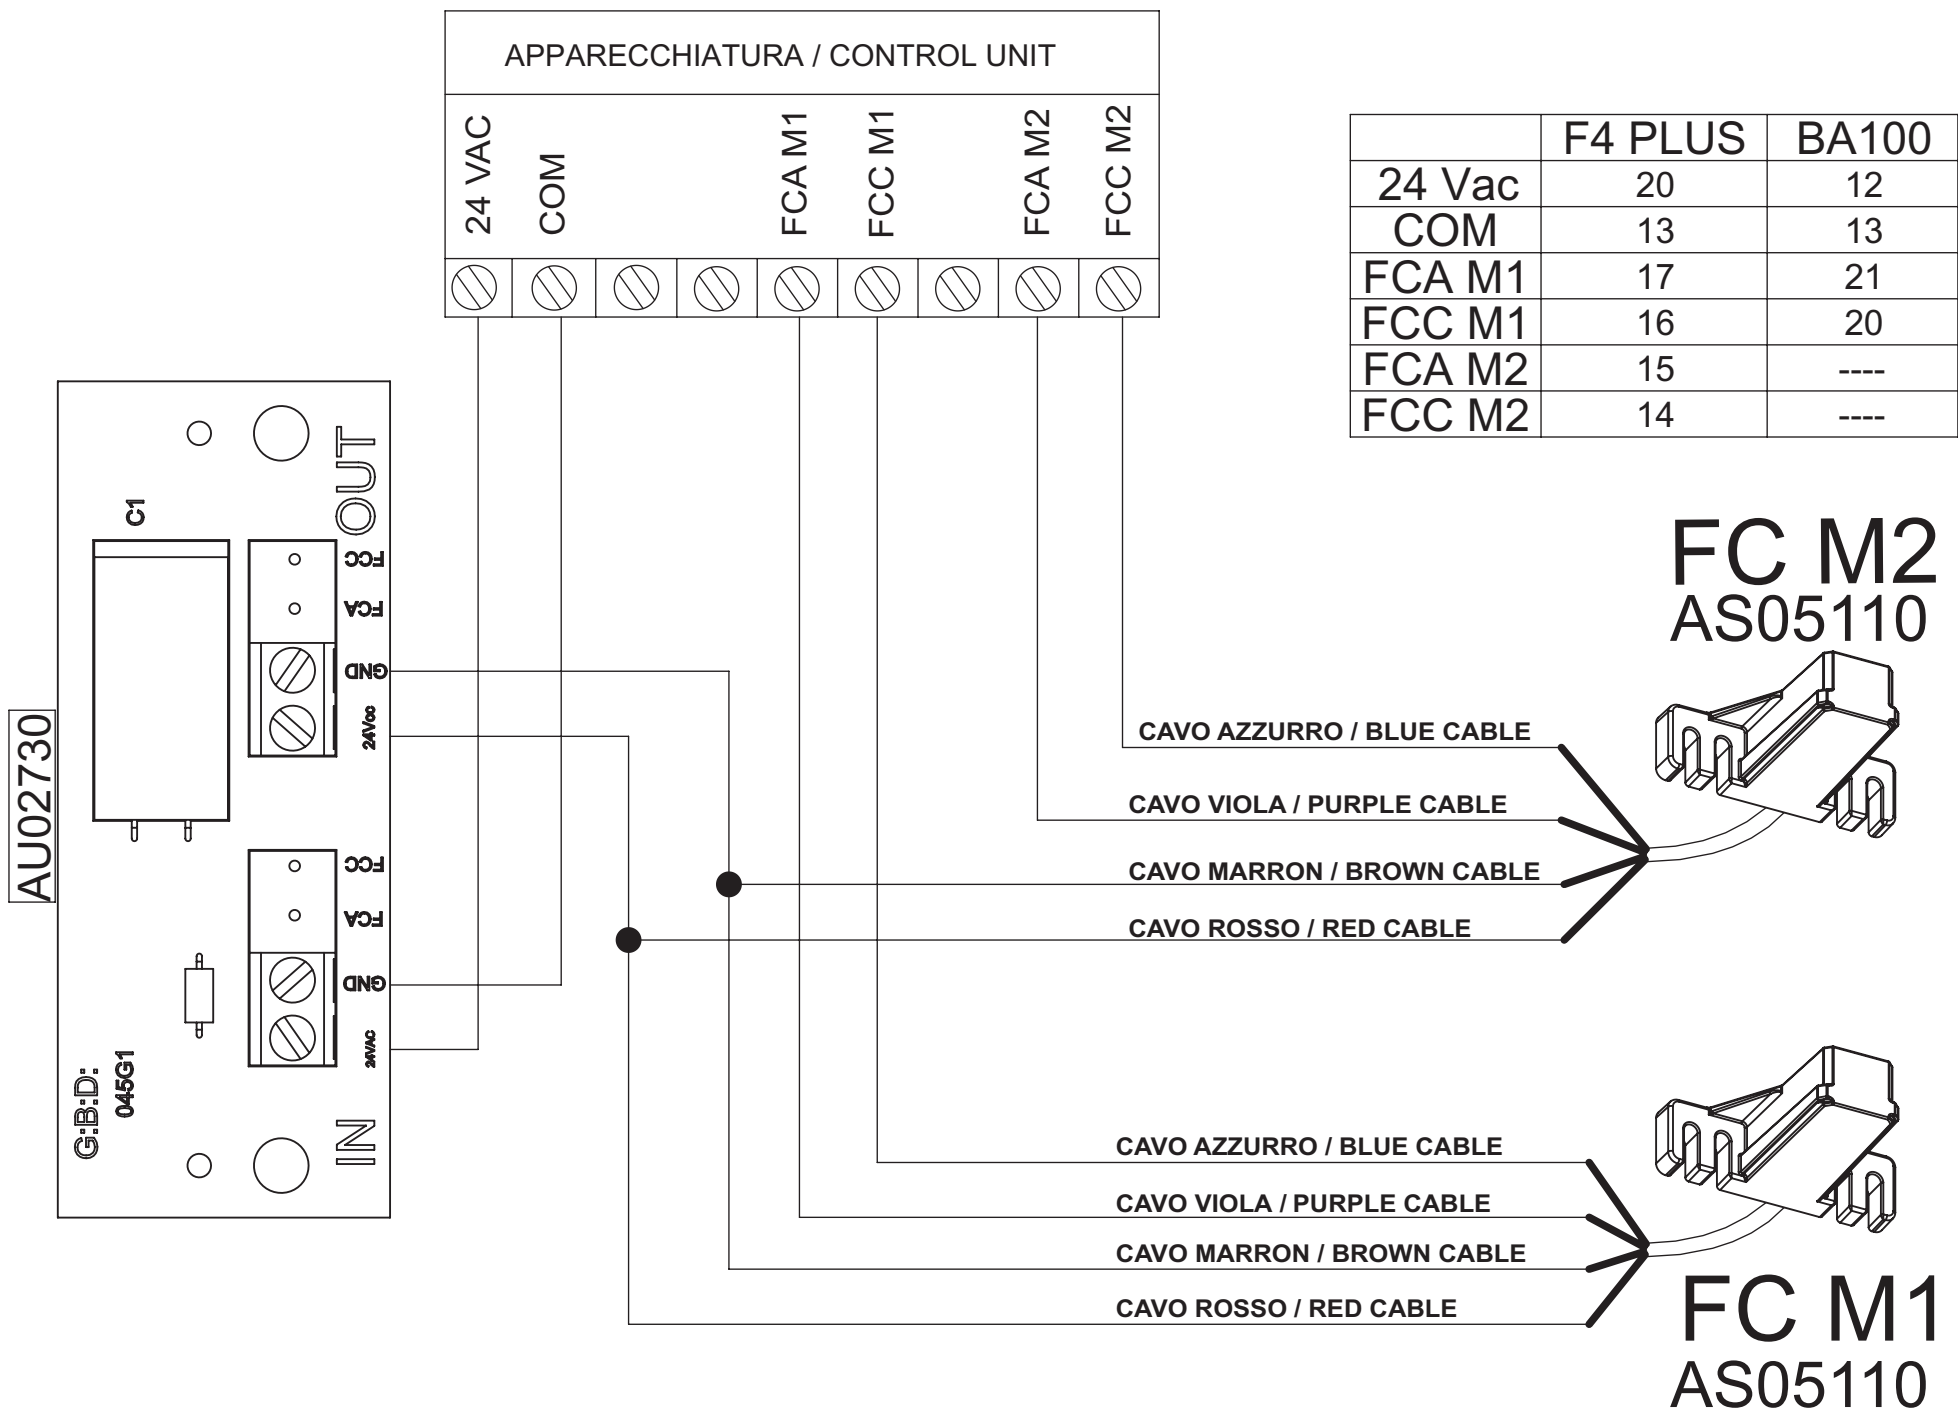 APPARECCHIATURA / CONTROL UNIT
24 VAC
COM
FCA M1
FCC M1
FCA M2
FCC M2
F4 PLUS BA100
24 Vac 20 12
COM 13 13
FCA M1 17 21
FCC M1 16 20
FCA M2 15 ----
FCC M2 14 ----
AU02730
OUT
C1
FCC
FCA
GND
24Vcc
FCC
FCA
GND
24VAC
IN
G:B:D:
045G1
FC M2
AS05110
CAVO AZZURRO / BLUE CABLE
CAVO VIOLA / PURPLE CABLE
CAVO MARRON / BROWN CABLE
CAVO ROSSO / RED CABLE
CAVO AZZURRO / BLUE CABLE
CAVO VIOLA / PURPLE CABLE
CAVO MARRON / BROWN CABLE
CAVO ROSSO / RED CABLE
FC M1
AS05110